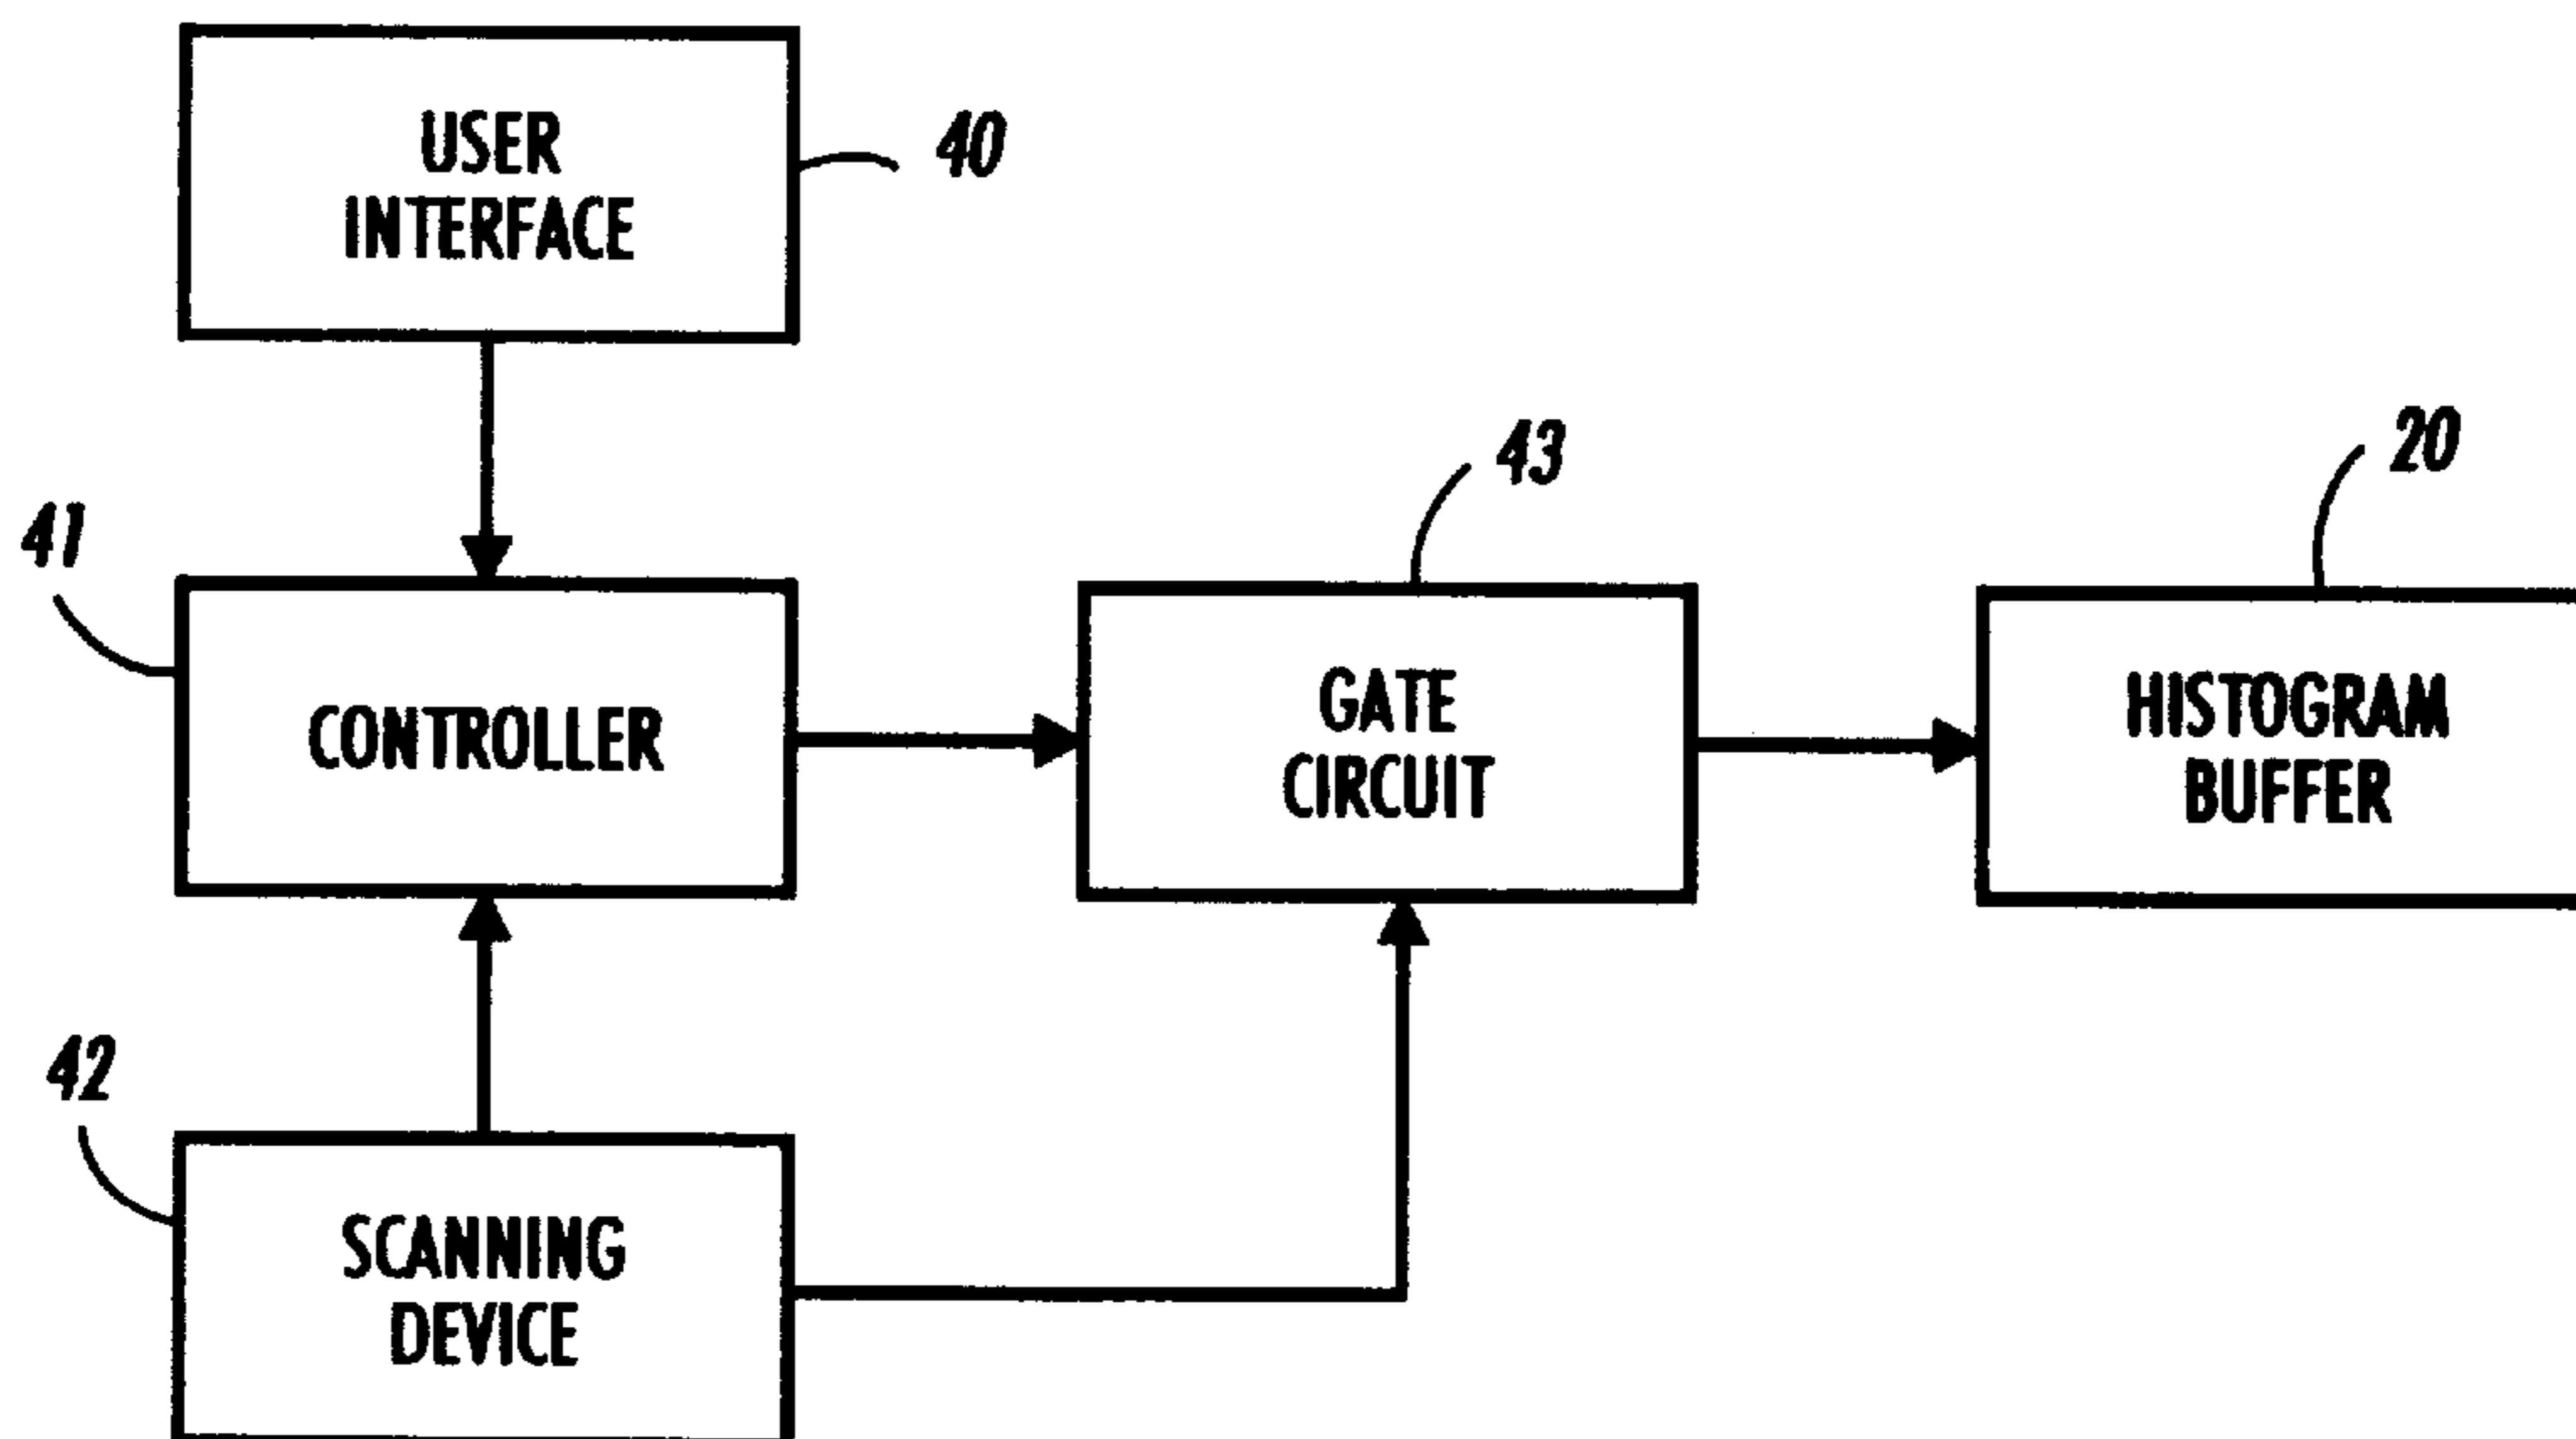 USER
INTERFACE
40
41
CONTROLLER
43
GATE
CIRCUIT
20
HISTOGRAM
BUFFER
42
SCANNING
DEVICE